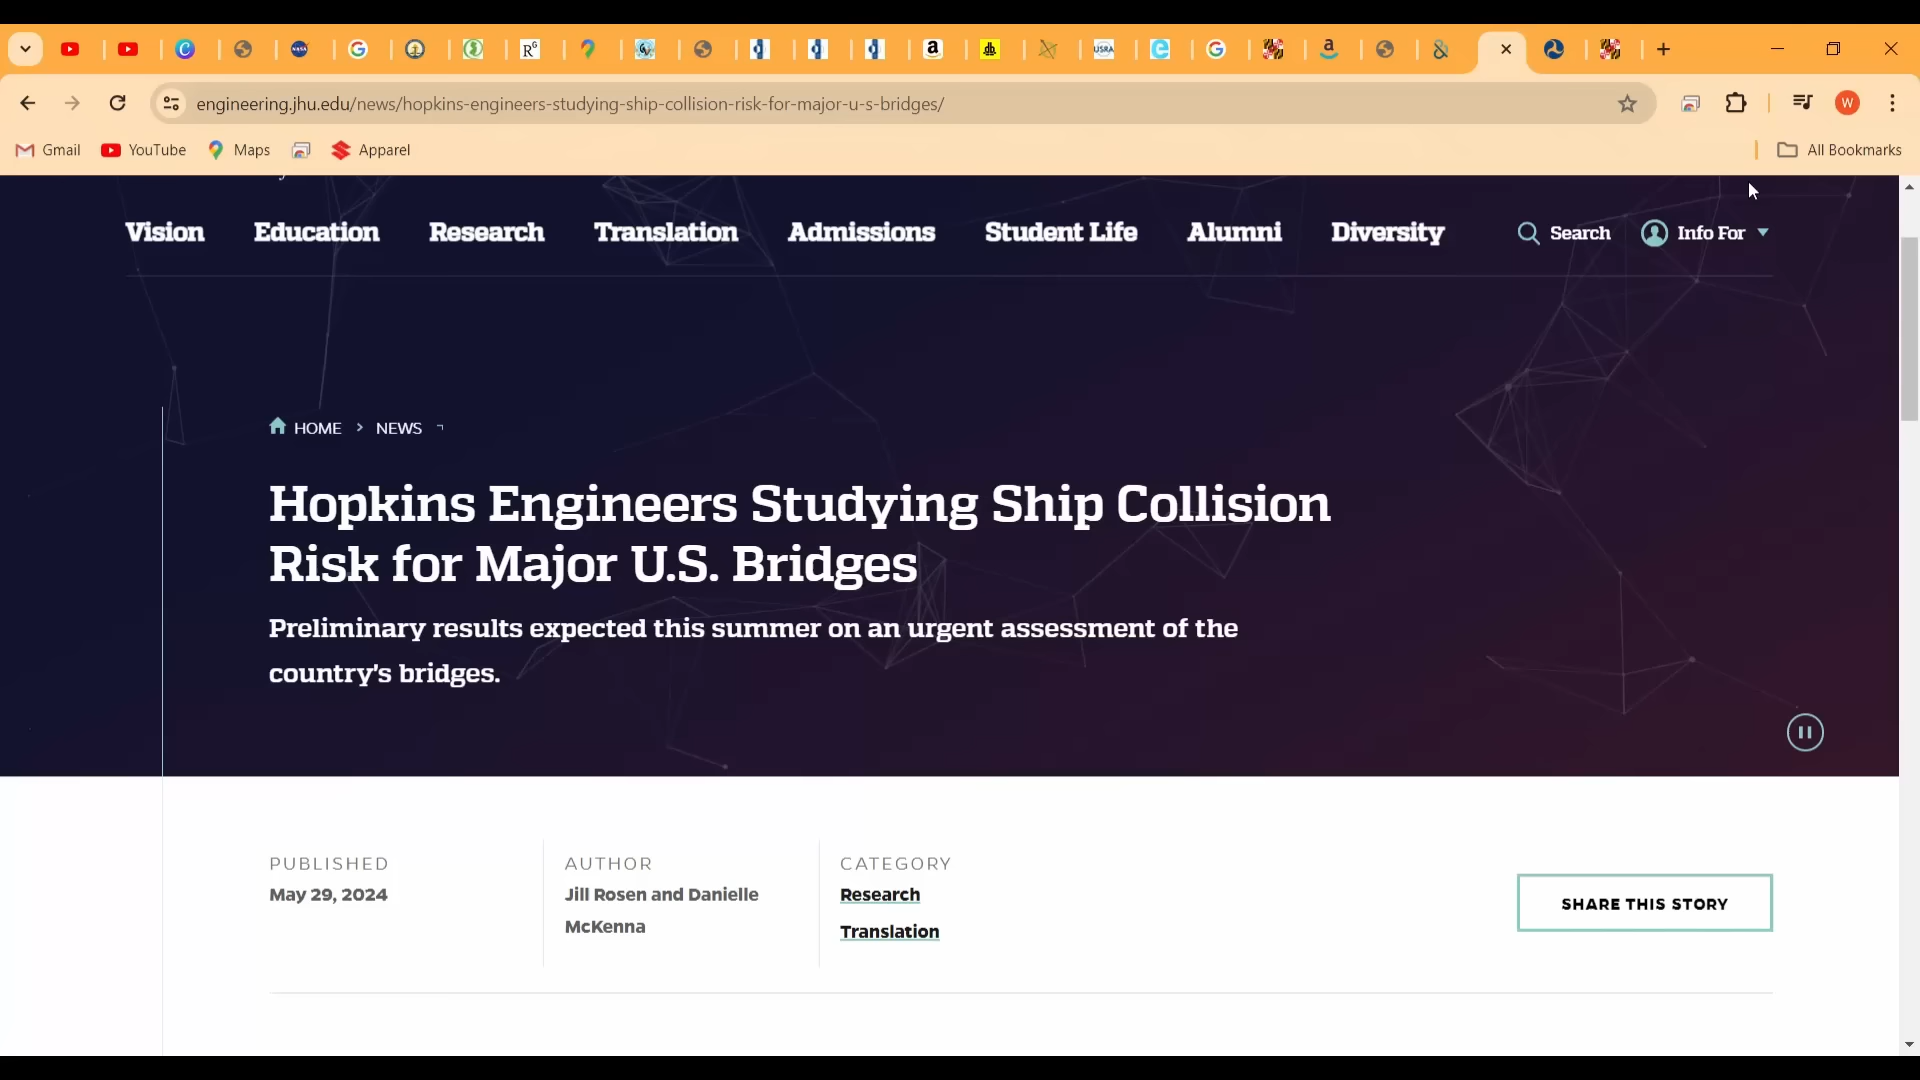 engineering.jhu.edu/news/hopkins-engineers-studying-ship-collision-risk-for-major-u-s-bridges/
W
Gmail YouTube Maps Apparel All Bookmarks
Vision Education Research Translation Admissions Student Life Alumni Diversity Search Info For
HOME > NEWS
Hopkins Engineers Studying Ship Collision
Risk for Major U.S. Bridges
Preliminary results expected this summer on an urgent assessment of the
country's bridges.
PUBLISHED AUTHOR CATEGORY
May 29, 2024 Jill Rosen and Danielle Research
McKenna Translation
SHARE THIS STORY